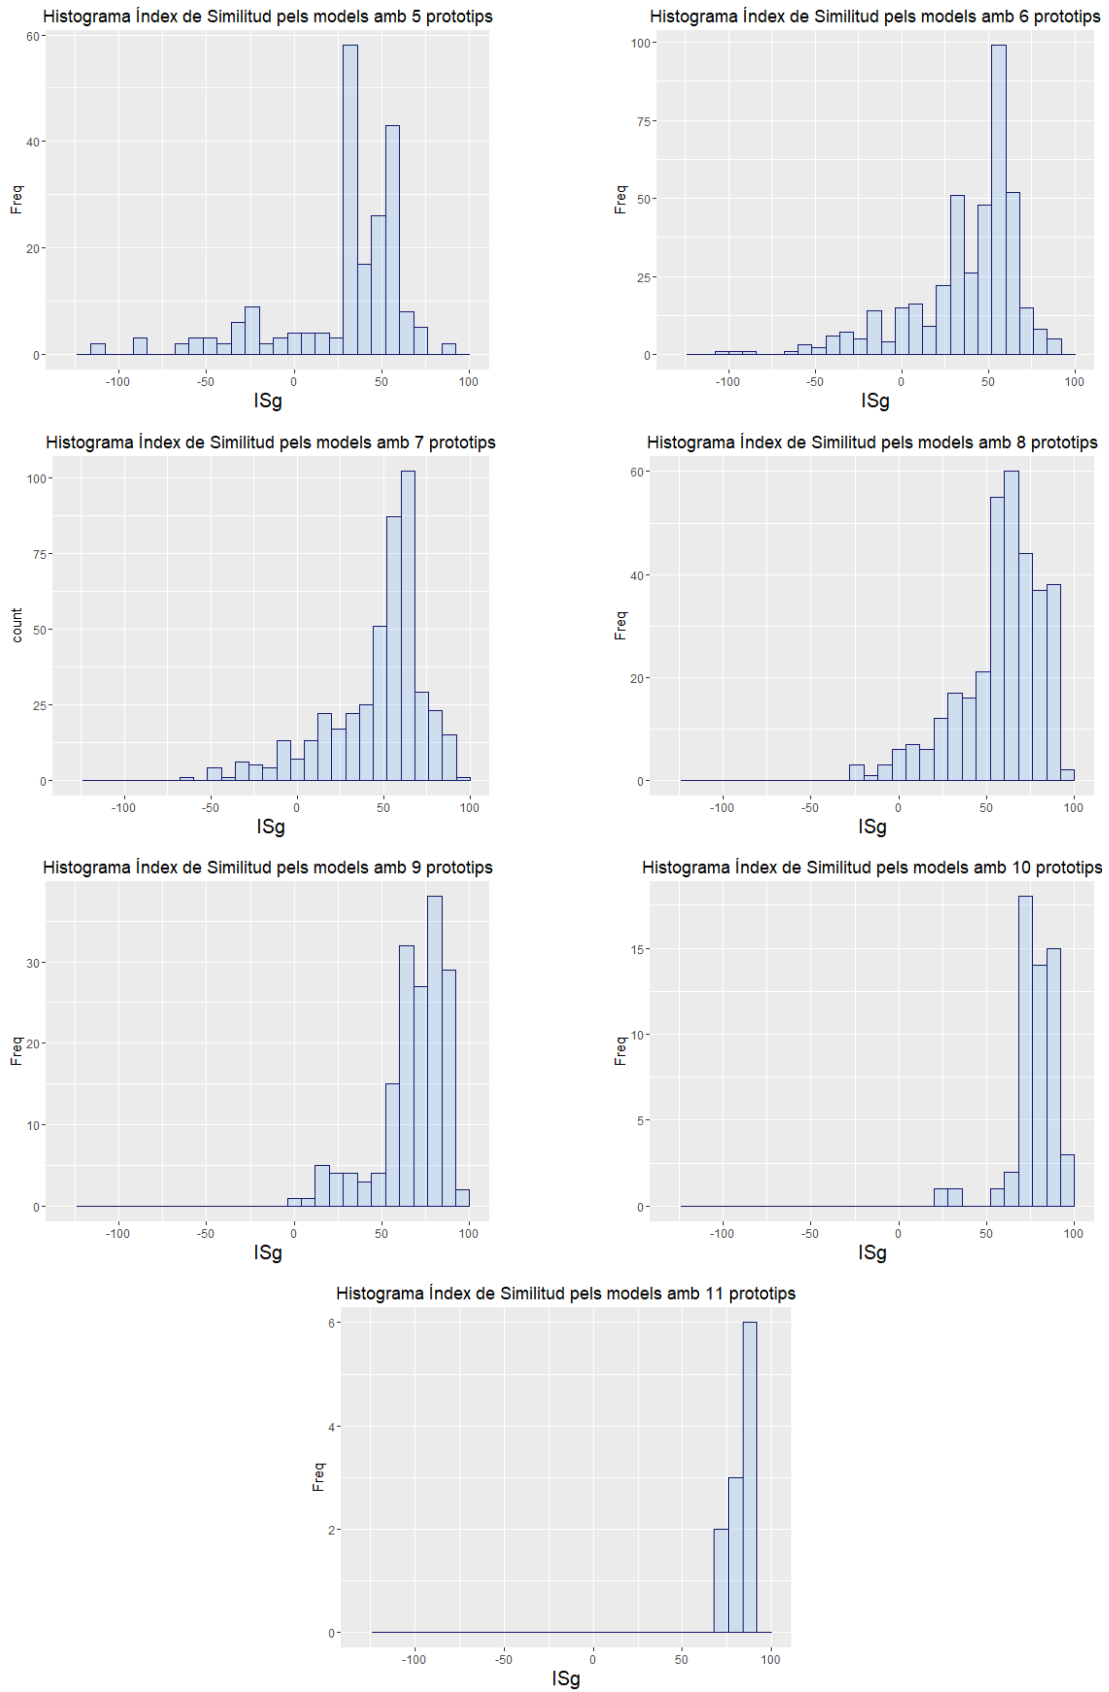 Histograma Índex de Similitud pels models amb 5 prototips
60
40
20
0
Freq
-100 -50 0 50 100
ISg
Histograma Índex de Similitud pels models amb 6 prototips
100
75
50
25
0
Freq
-100 -50 0 50 100
ISg
Histograma Índex de Similitud pels models amb 7 prototips
100
75
50
25
0
count
-100 -50 0 50 100
ISg
Histograma Índex de Similitud pels models amb 8 prototips
60
40
20
0
Freq
-100 -50 0 50 100
ISg
Histograma Índex de Similitud pels models amb 9 prototips
30
20
10
0
Freq
-100 -50 0 50 100
ISg
Histograma Índex de Similitud pels models amb 10 prototips
15
10
5
0
Freq
-100 -50 0 50 100
ISg
Histograma Índex de Similitud pels models amb 11 prototips
6
4
2
0
Freq
-100 -50 0 50 100
ISg